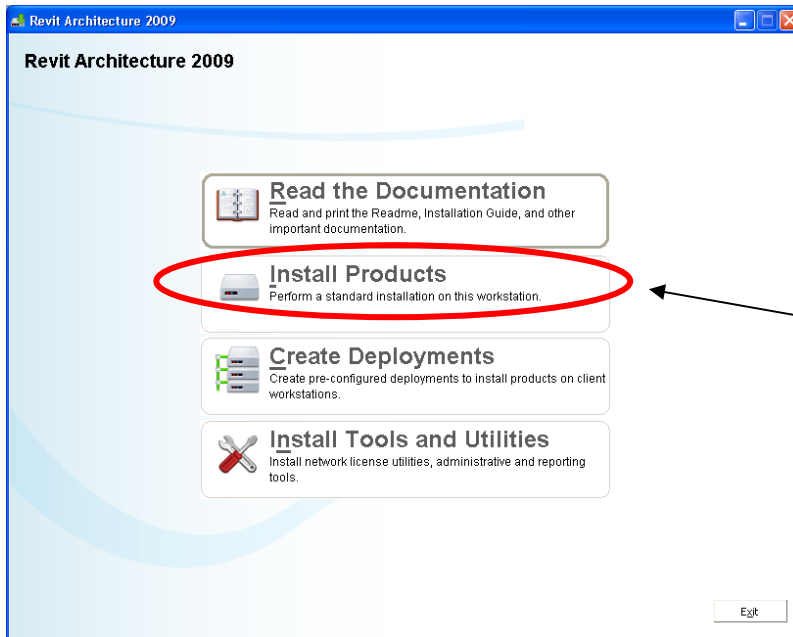 Revit Architecture 2009
Revit Architecture 2009
Read the Documentation
Read and print the Readme, Installation Guide, and other
important documentation.
Install Products
Perform a standard installation on this workstation.
Create Deployments
Create pre-configured deployments to install products on client
workstations.
Install Tools and Utilities
Install network license utilities, administrative and reporting
tools.
Exit